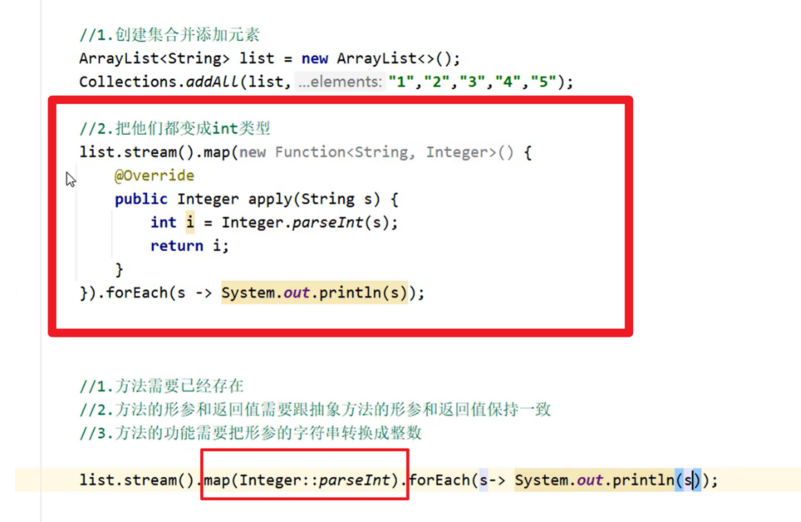 //1.创建集合并添加元素
ArrayList<String> list = new ArrayList<>();
Collections.addAll(list, ...elements: "1","2","3","4","5");
//2.把他们都变成int类型
list.stream().map(new Function<String, Integer>() {
@Override
public Integer apply(String s) {
int i = Integer.parseInt(s);
return i;
}
}).forEach(s -> System.out.println(s));
//1.方法需要已经存在
//2.方法的形参和返回值需要跟抽象方法的形参和返回值保持一致
//3.方法的功能需要把形参的字符串转换成整数
list.stream().map(Integer::parseInt).forEach(s-> System.out.println(s));